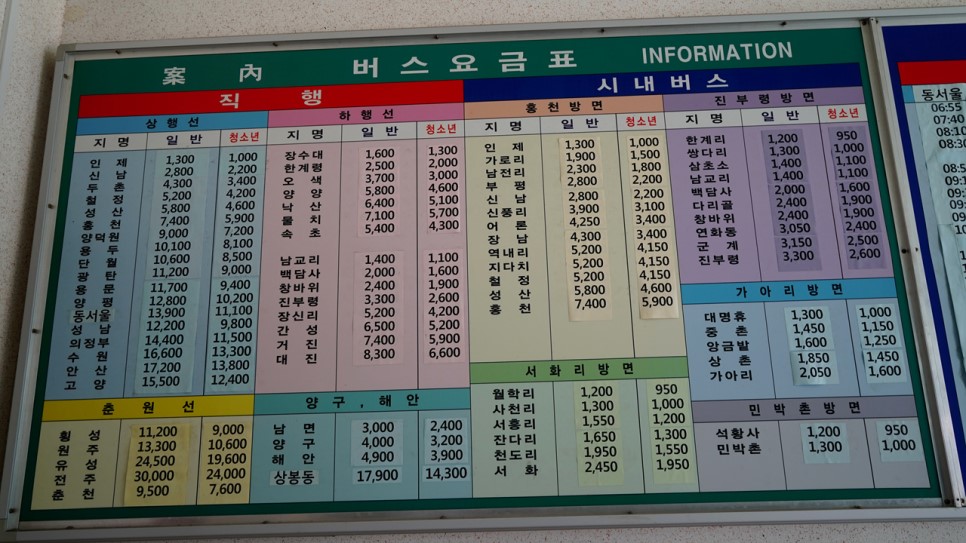 案內 버스요금표 INFORMATION
직행
상행선
지명 일반 청소년
인제 1,300 1,000
신남 2,800 2,200
두촌 4,300 3,400
철정 5,200 4,200
성산 5,800 4,600
홍천 7,400 5,900
양덕원 9,000 7,200
용두 10,100 8,100
단월 10,600 8,500
광탄 11,200 9,000
용문 11,700 9,400
양평 12,800 10,200
동서울 13,900 11,100
성남 12,200 9,800
의정부 14,400 11,500
수원 16,600 13,300
안산 17,200 13,800
고양 15,500 12,400
춘원선
횡성 11,200 9,000
원주 13,300 10,600
유성 24,500 19,600
전주 30,000 24,000
춘천 9,500 7,600
하행선
지명 일반 청소년
장수대 1,600 1,300
한계령 2,500 2,000
오색 3,700 3,000
양양 5,800 4,600
낙산 6,400 5,100
물치 7,100 5,700
속초 5,400 4,300
남교리 1,400 1,100
백담사 2,000 1,600
창바위 2,400 1,900
진부령 3,300 2,600
장신리 5,200 4,200
간성 6,500 5,200
거진 7,400 5,900
대진 8,300 6,600
양구,해안
남면 3,000 2,400
양구 4,000 3,200
해안 4,900 3,900
상봉동 17,900 14,300
시내버스
홍천방면
지명 일반 청소년
인제 1,300 1,000
가로리 1,900 1,500
남전리 2,300 1,800
부평 2,800 2,200
신남 2,800 2,200
신풍리 3,900 3,100
어론 4,250 3,400
장남 4,300 3,400
역내리 5,200 4,150
지다치 5,200 4,150
철정 5,200 4,150
성산 5,800 4,600
홍천 7,400 5,900
서화리방면
월학리 1,200 950
사천리 1,300 1,000
서흥리 1,550 1,200
잔다리 1,650 1,300
천도리 1,950 1,550
서화 2,450 1,950
진부령방면
지명 일반 청소년
한계리 1,200 950
쌍다리 1,300 1,000
삼초소 1,400 1,100
남교리 1,400 1,100
백담사 2,000 1,600
다리골 2,400 1,900
창바위 2,400 1,900
연화동 3,050 2,400
군계 3,150 2,500
진부령 3,300 2,600
가아리방면
대명휴 1,300 1,000
중촌 1,450 1,150
양금발 1,600 1,250
상촌 1,850 1,450
가아리 2,050 1,600
민박촌방면
석황사 1,200 950
민박촌 1,300 1,000
동서울
06:55
07:40
08:10